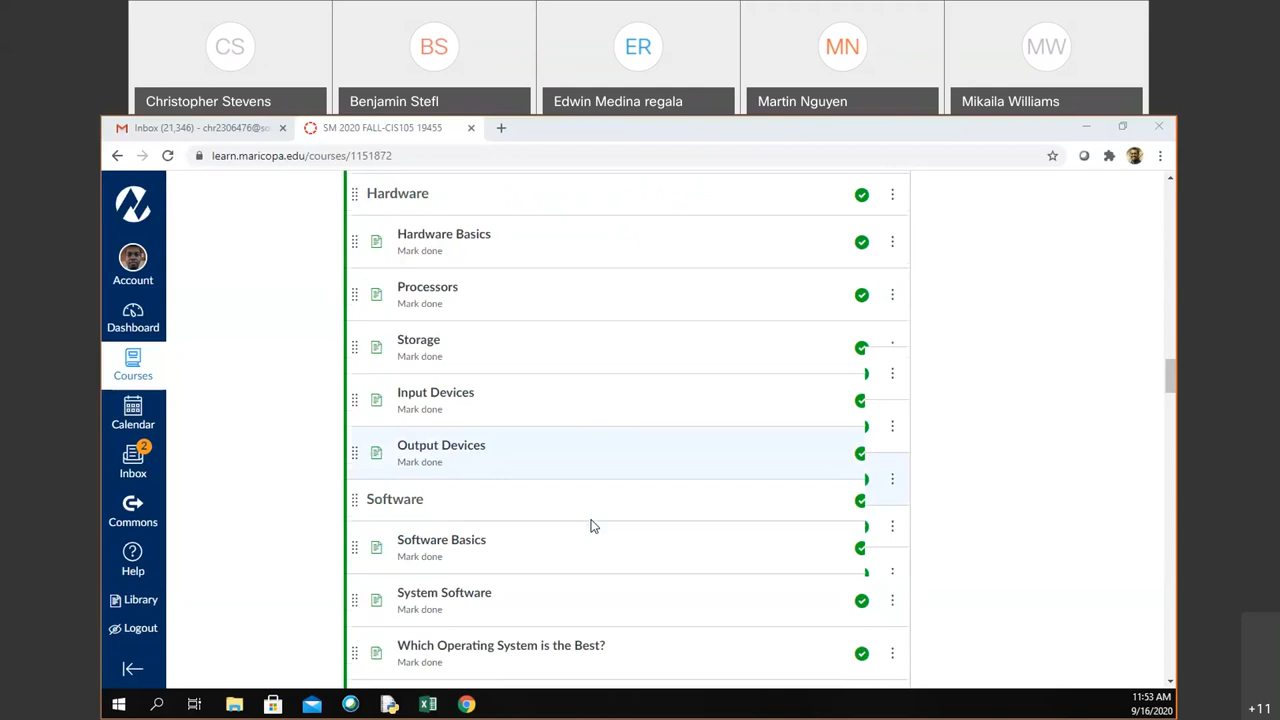 CS
BS
ER
MN
MW
Christopher Stevens
Benjamin Stefl
Edwin Medina regala
Martin Nguyen
Mikaila Williams
Inbox (21,346) - chr2306476@so
SM 2020 FALL-CIS105 19455
learn.maricopa.edu/courses/1151872
Account
Dashboard
Courses
Calendar
2
Inbox
Commons
Help
Library
Logout
Hardware
Hardware Basics
Mark done
Processors
Mark done
Storage
Mark done
Input Devices
Mark done
Output Devices
Mark done
Software
Software Basics
Mark done
System Software
Mark done
Which Operating System is the Best?
Mark done
11:53 AM
9/16/2020
+11